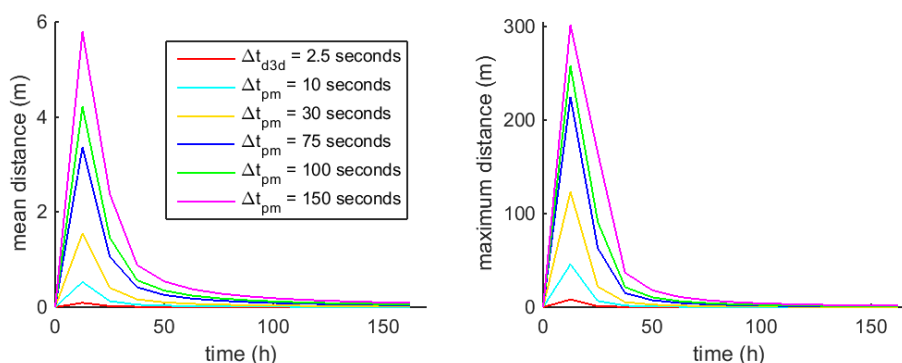 6
4
2
0
mean distance (m)
Δt_d3d = 2.5 seconds
Δt_pm = 10 seconds
Δt_pm = 30 seconds
Δt_pm = 75 seconds
Δt_pm = 100 seconds
Δt_pm = 150 seconds
0 50 100 150
time (h)
300
200
100
0
maximum distance (m)
0 50 100 150
time (h)